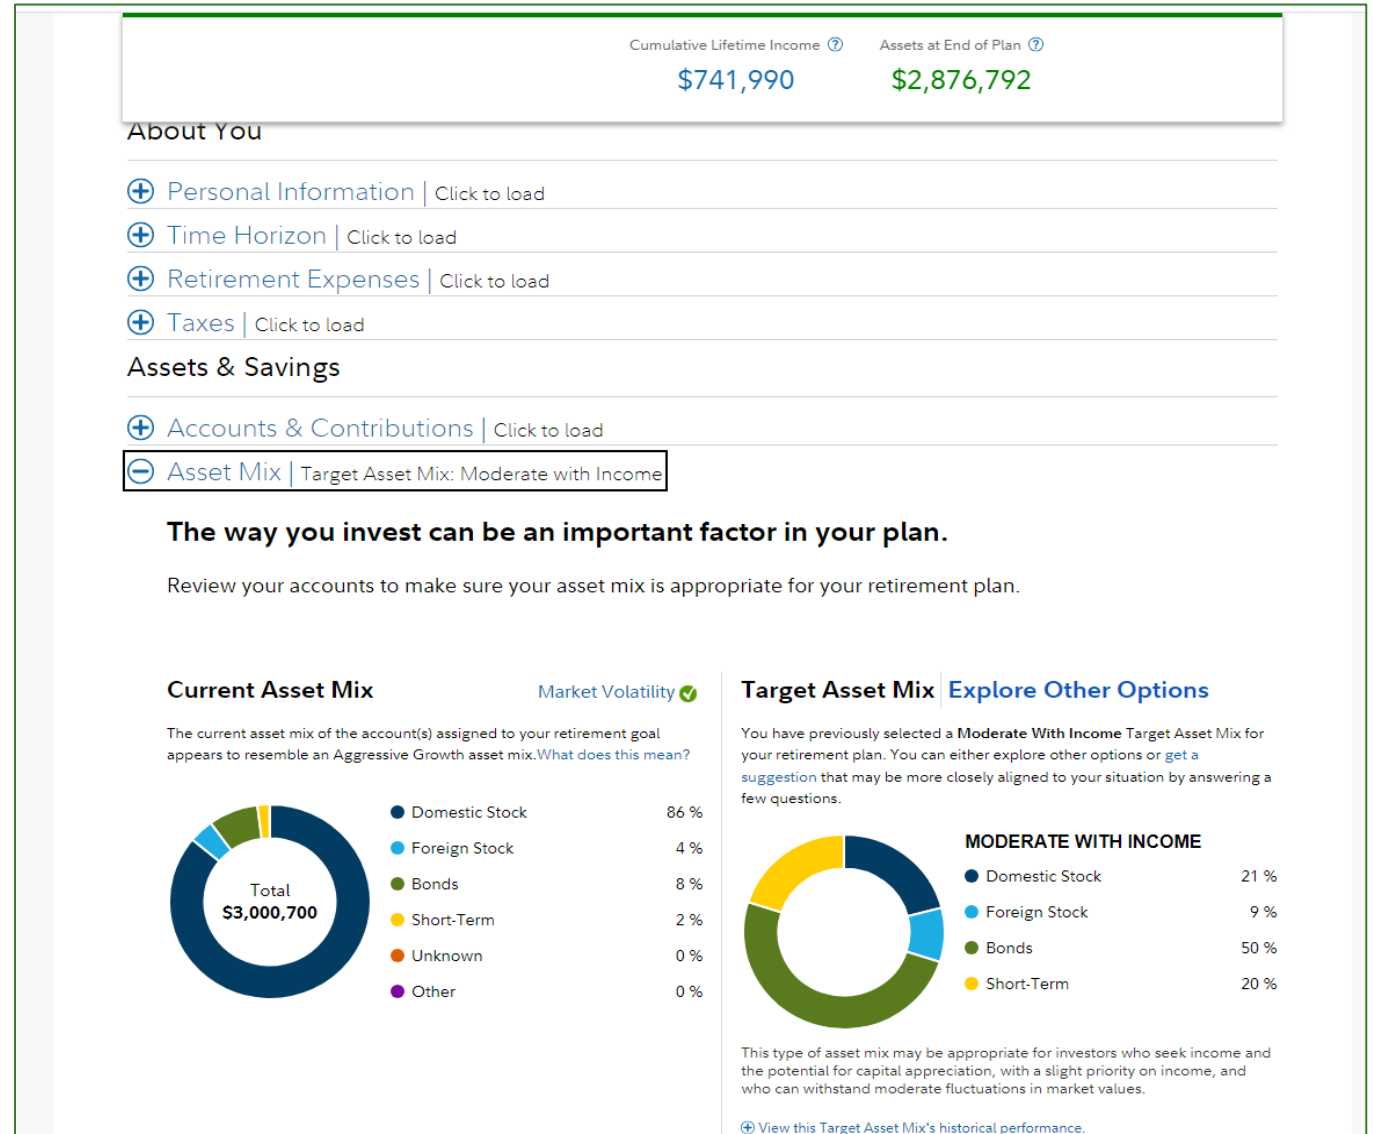 Cumulative Lifetime Income ? Assets at End of Plan ?
$741,990 $2,876,792
About You
Personal Information | Click to load
Time Horizon | Click to load
Retirement Expenses | Click to load
Taxes | Click to load
Assets & Savings
Accounts & Contributions | Click to load
Asset Mix | Target Asset Mix: Moderate with Income
The way you invest can be an important factor in your plan.
Review your accounts to make sure your asset mix is appropriate for your retirement plan.
Current Asset Mix Market Volatility
The current asset mix of the account(s) assigned to your retirement goal
appears to resemble an Aggressive Growth asset mix.What does this mean?
Total
$3,000,700
Domestic Stock 86 %
Foreign Stock 4 %
Bonds 8 %
Short-Term 2 %
Unknown 0 %
Other 0 %
Target Asset Mix Explore Other Options
You have previously selected a Moderate With Income Target Asset Mix for
your retirement plan. You can either explore other options or get a
suggestion that may be more closely aligned to your situation by answering a
few questions.
MODERATE WITH INCOME
Domestic Stock 21 %
Foreign Stock 9 %
Bonds 50 %
Short-Term 20 %
This type of asset mix may be appropriate for investors who seek income and
the potential for capital appreciation, with a slight priority on income, and
who can withstand moderate fluctuations in market values.
View this Target Asset Mix's historical performance.